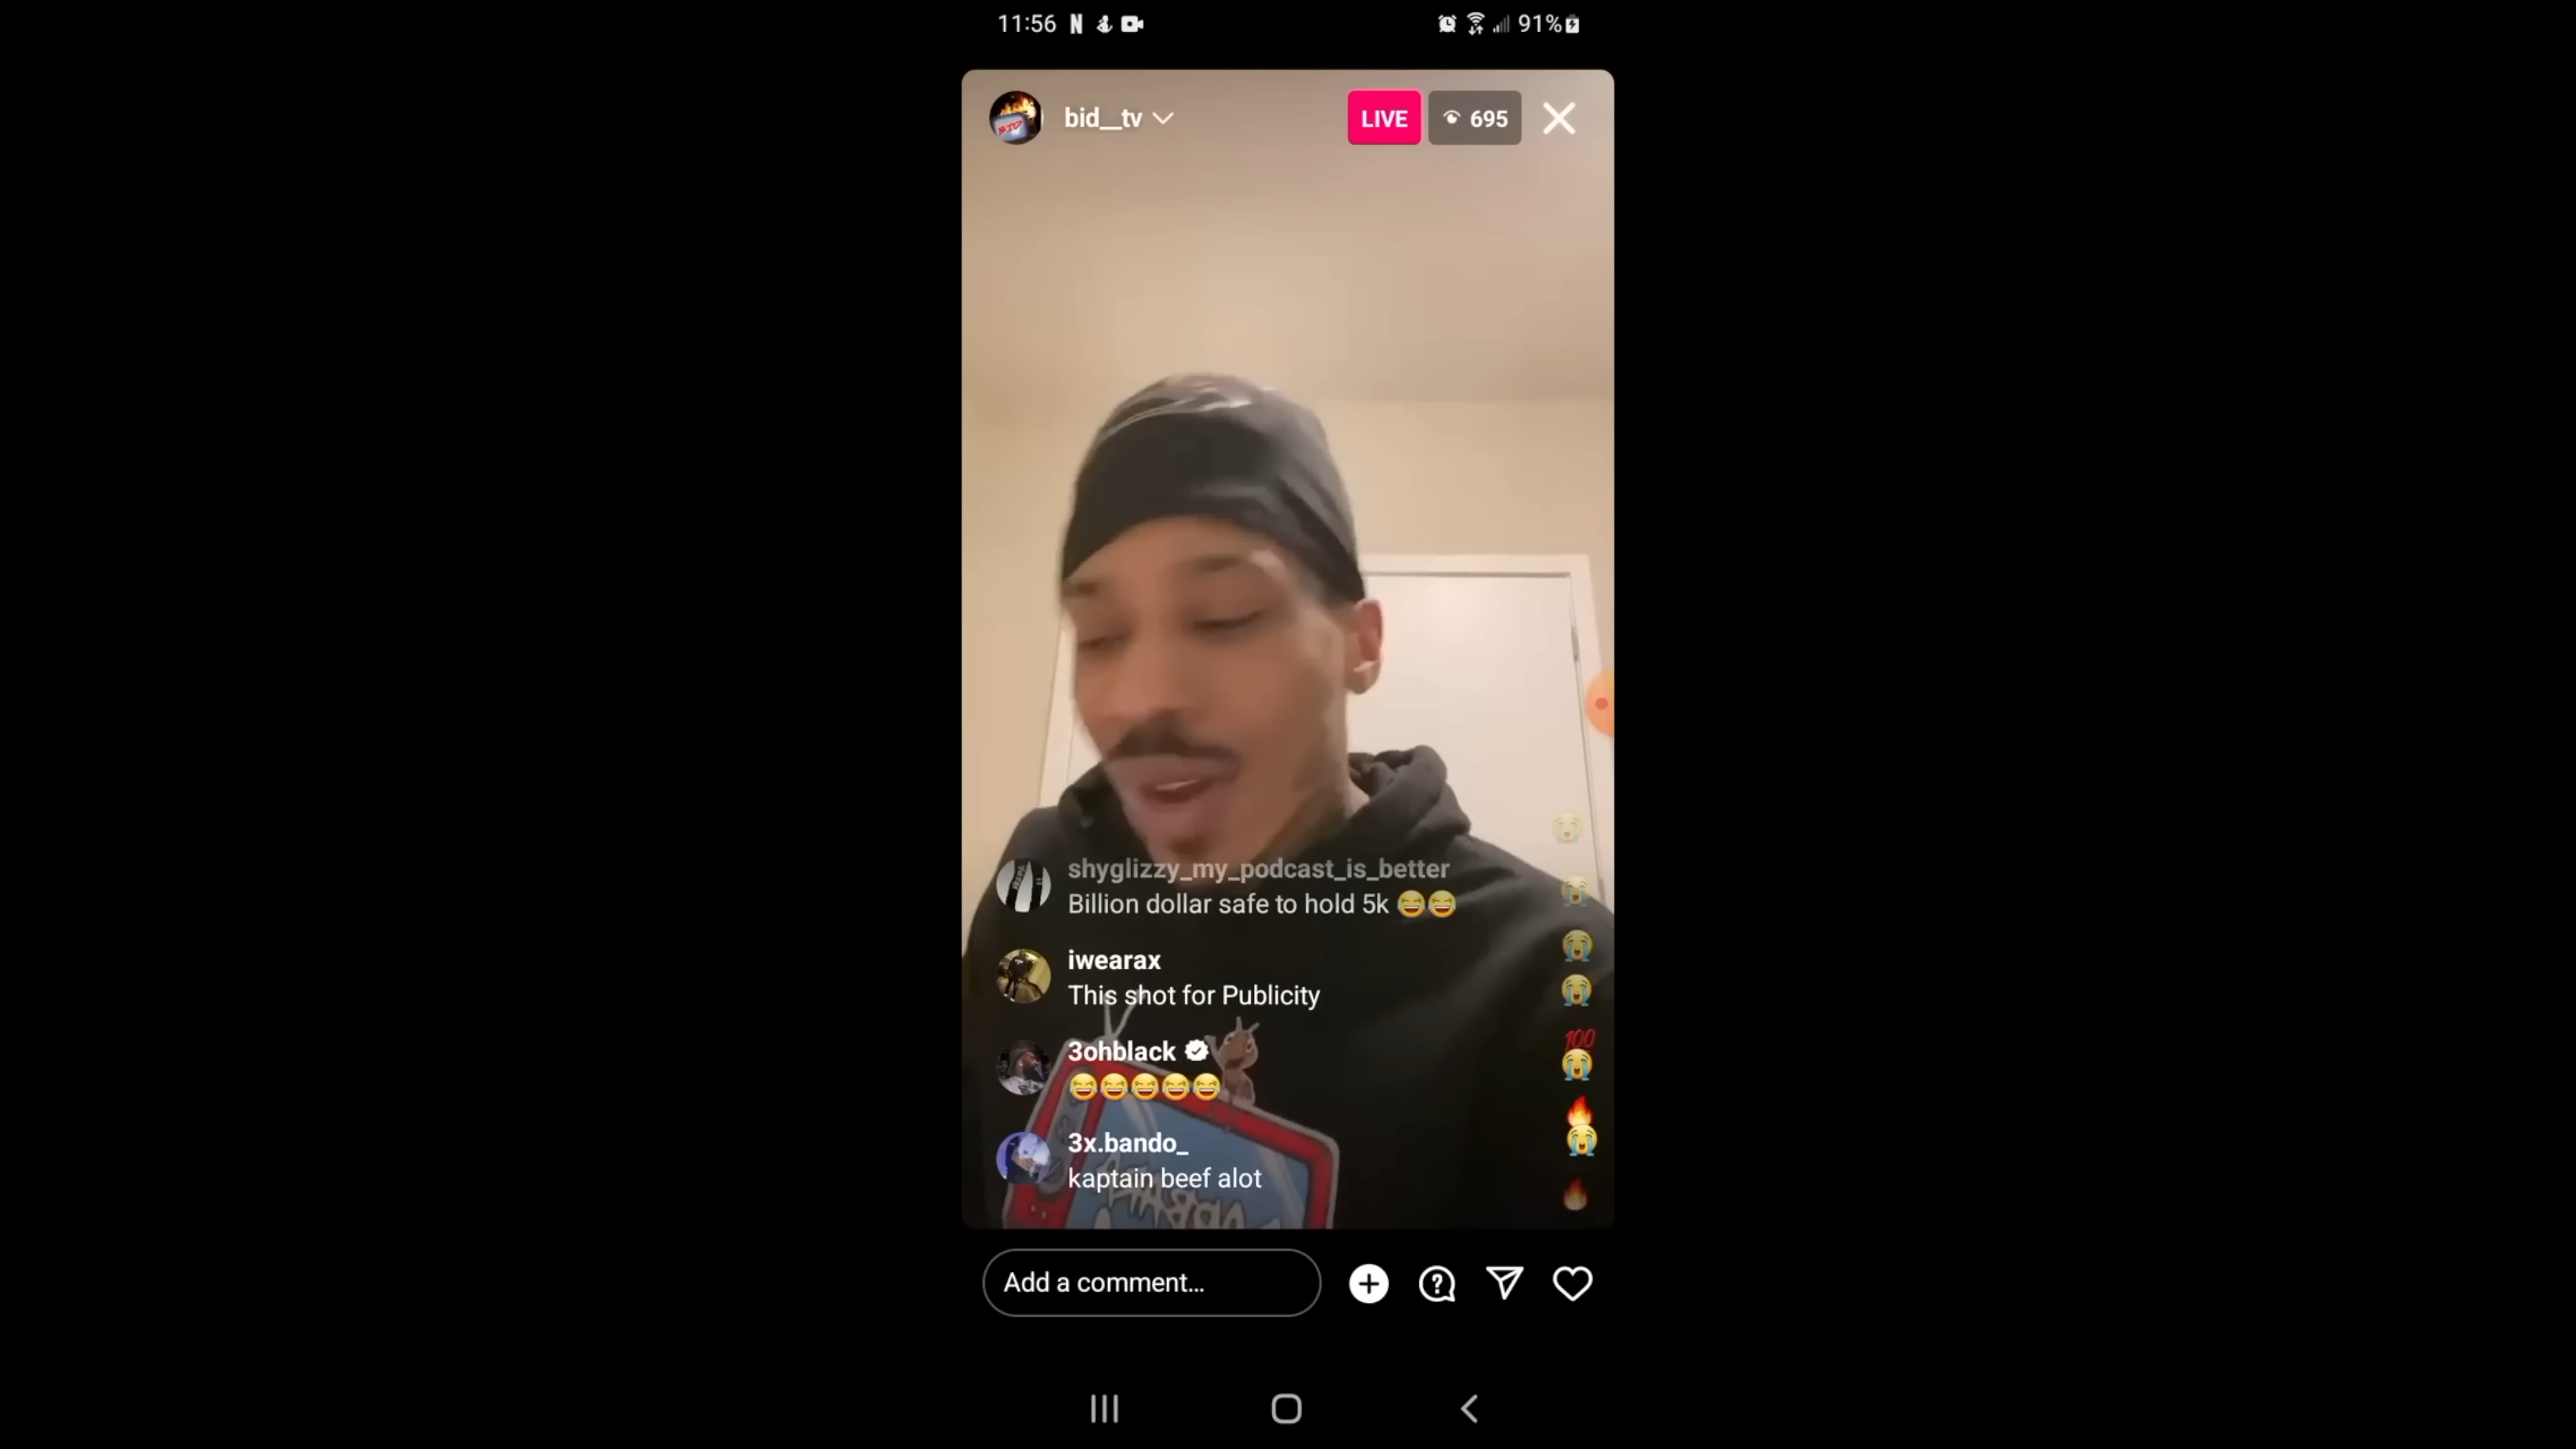 11:56
91%
bid__tv
LIVE
695
shyglizzy_my_podcast_is_better
Billion dollar safe to hold 5k 😂😂
iwearax
This shot for Publicity
3ohblack
😂😂😂😂😂
3x.bando_
kaptain beef alot
💯
Add a comment...